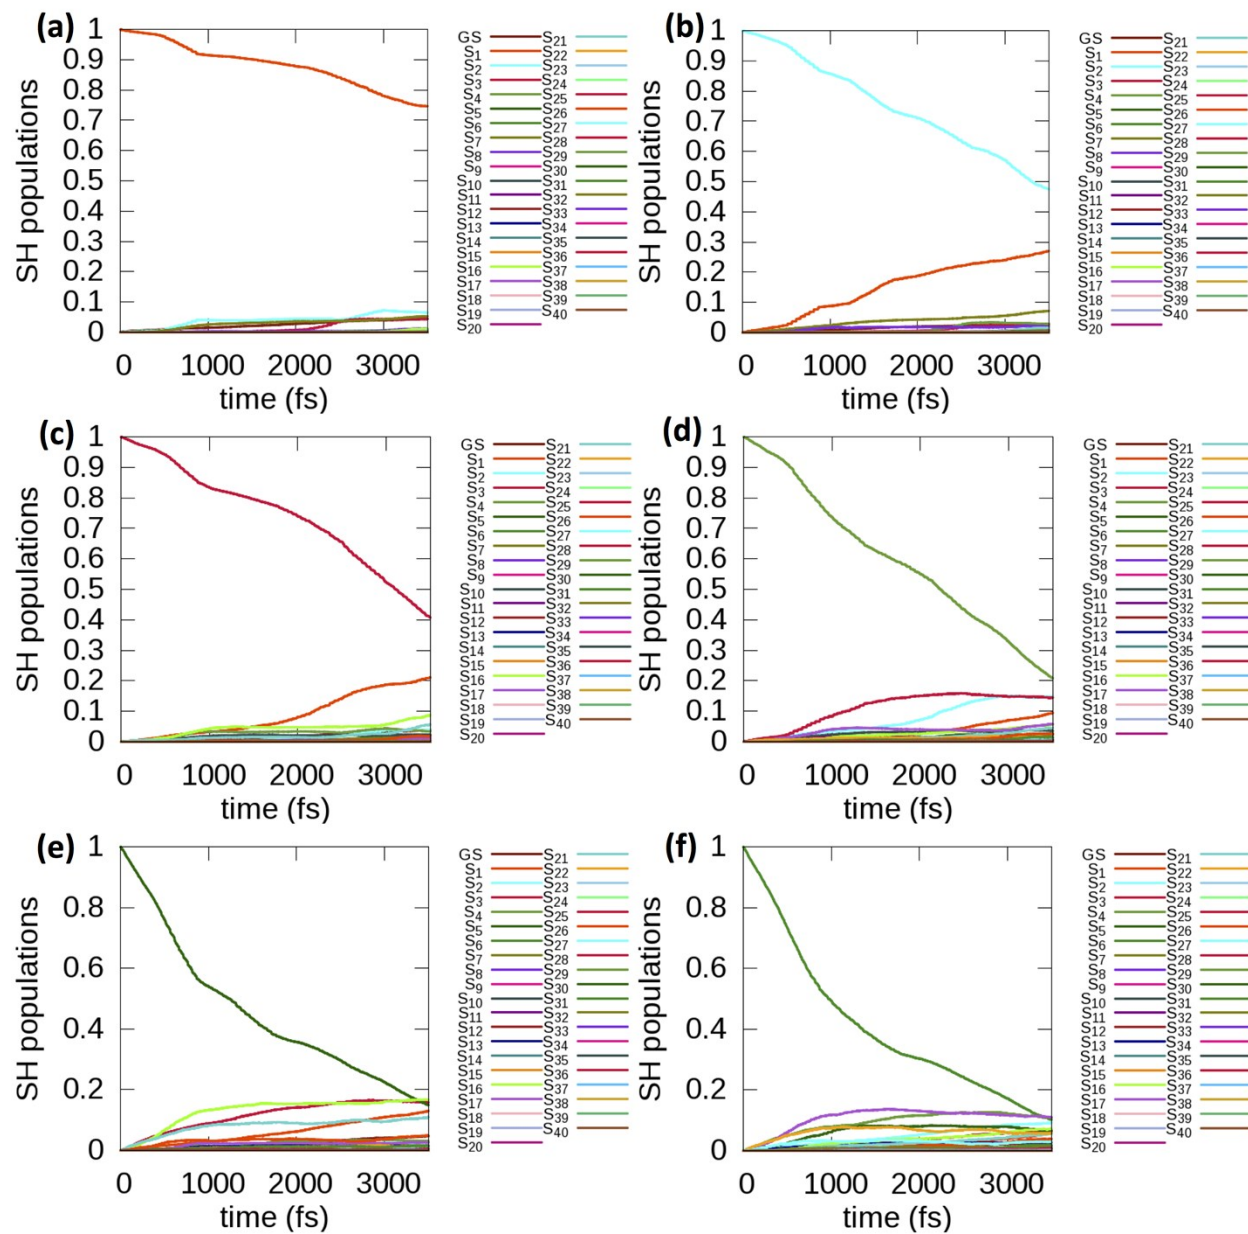 (a)
SH populations
1
0.9
0.8
0.7
0.6
0.5
0.4
0.3
0.2
0.1
0
0 1000 2000 3000
time (fs)
GS S21
S1 S22
S2 S23
S3 S24
S4 S25
S5 S26
S6 S27
S7 S28
S8 S29
S9 S30
S10 S31
S11 S32
S12 S33
S13 S34
S14 S35
S15 S36
S16 S37
S17 S38
S18 S39
S19 S40
S20
(b)
SH populations
1
0.9
0.8
0.7
0.6
0.5
0.4
0.3
0.2
0.1
0
0 1000 2000 3000
time (fs)
GS S21
S1 S22
S2 S23
S3 S24
S4 S25
S5 S26
S6 S27
S7 S28
S8 S29
S9 S30
S10 S31
S11 S32
S12 S33
S13 S34
S14 S35
S15 S36
S16 S37
S17 S38
S18 S39
S19 S40
S20
(c)
SH populations
1
0.9
0.8
0.7
0.6
0.5
0.4
0.3
0.2
0.1
0
0 1000 2000 3000
time (fs)
GS S21
S1 S22
S2 S23
S3 S24
S4 S25
S5 S26
S6 S27
S7 S28
S8 S29
S9 S30
S10 S31
S11 S32
S12 S33
S13 S34
S14 S35
S15 S36
S16 S37
S17 S38
S18 S39
S19 S40
S20
(d)
SH populations
1
0.9
0.8
0.7
0.6
0.5
0.4
0.3
0.2
0.1
0
0 1000 2000 3000
time (fs)
GS S21
S1 S22
S2 S23
S3 S24
S4 S25
S5 S26
S6 S27
S7 S28
S8 S29
S9 S30
S10 S31
S11 S32
S12 S33
S13 S34
S14 S35
S15 S36
S16 S37
S17 S38
S18 S39
S19 S40
S20
(e)
SH populations
1
0.8
0.6
0.4
0.2
0
0 1000 2000 3000
time (fs)
GS S21
S1 S22
S2 S23
S3 S24
S4 S25
S5 S26
S6 S27
S7 S28
S8 S29
S9 S30
S10 S31
S11 S32
S12 S33
S13 S34
S14 S35
S15 S36
S16 S37
S17 S38
S18 S39
S19 S40
S20
(f)
SH populations
1
0.8
0.6
0.4
0.2
0
0 1000 2000 3000
time (fs)
GS S21
S1 S22
S2 S23
S3 S24
S4 S25
S5 S26
S6 S27
S7 S28
S8 S29
S9 S30
S10 S31
S11 S32
S12 S33
S13 S34
S14 S35
S15 S36
S16 S37
S17 S38
S18 S39
S19 S40
S20